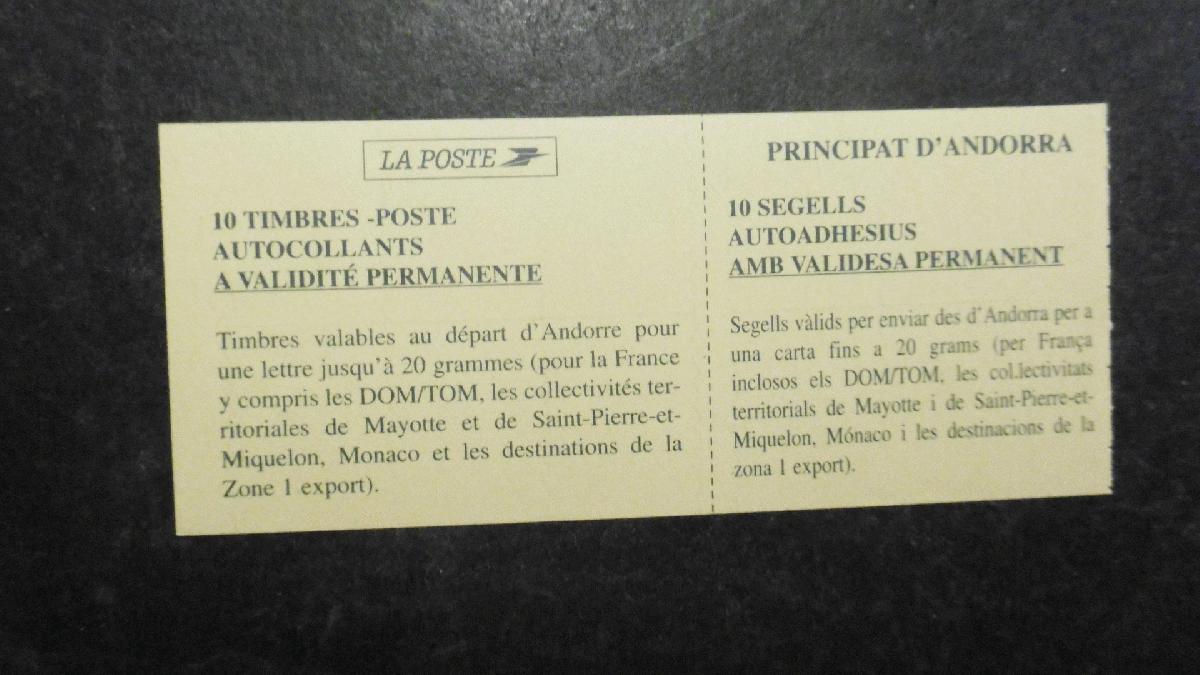 LA POSTE
10 TIMBRES -POSTE
AUTOCOLLANTS
A VALIDITÉ PERMANENTE
Timbres valables au départ d'Andorre pour
une lettre jusqu'à 20 grammes (pour la France
y compris les DOM/TOM, les collectivités ter-
ritoriales de Mayotte et de Saint-Pierre-et-
Miquelon, Monaco et les destinations de la
Zone 1 export).
PRINCIPAT D'ANDORRA
10 SEGELLS
AUTOADHESIUS
AMB VALIDESA PERMANENT
Segells vàlids per enviar des d'Andorra per a
una carta fins a 20 grams (per França
inclosos els DOM/TOM, les col.lectivitats
territorials de Mayotte i de Saint-Pierre-et-
Miquelon, Mónaco i les destinacions de la
zona 1 export).